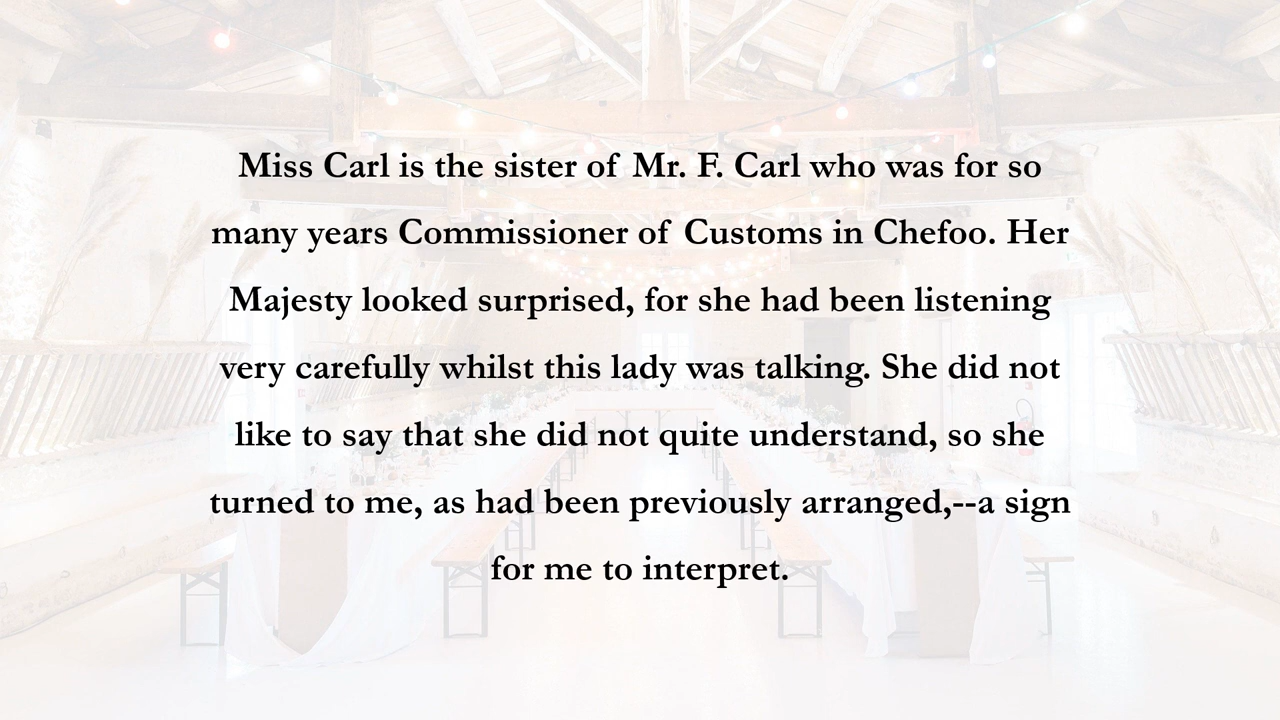 Miss Carl is the sister of Mr. F. Carl who was for so
many years Commissioner of Customs in Chefoo. Her
Majesty looked surprised, for she had been listening
very carefully whilst this lady was talking. She did not
like to say that she did not quite understand, so she
turned to me, as had been previously arranged,--a sign
for me to interpret.